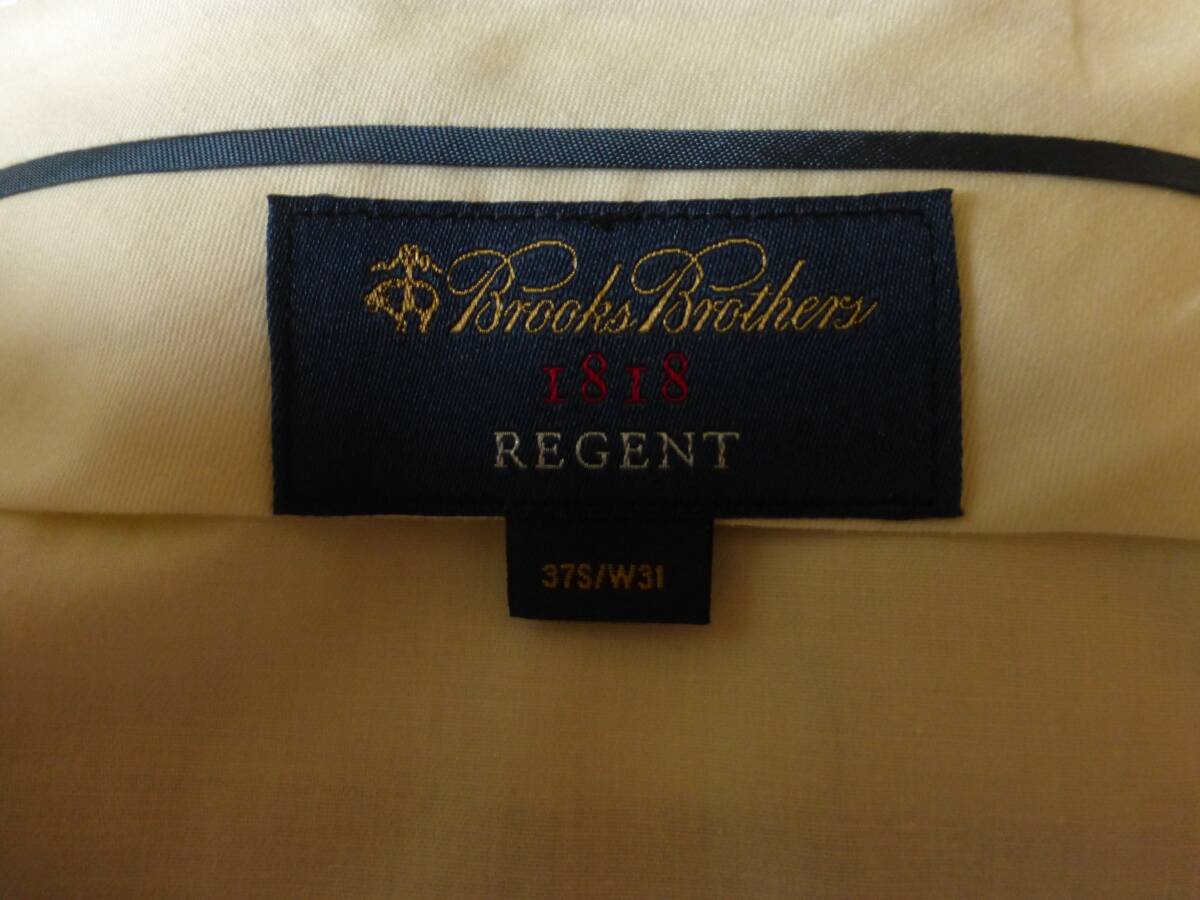 Brooks Brothers
1818
REGENT
37S/W31